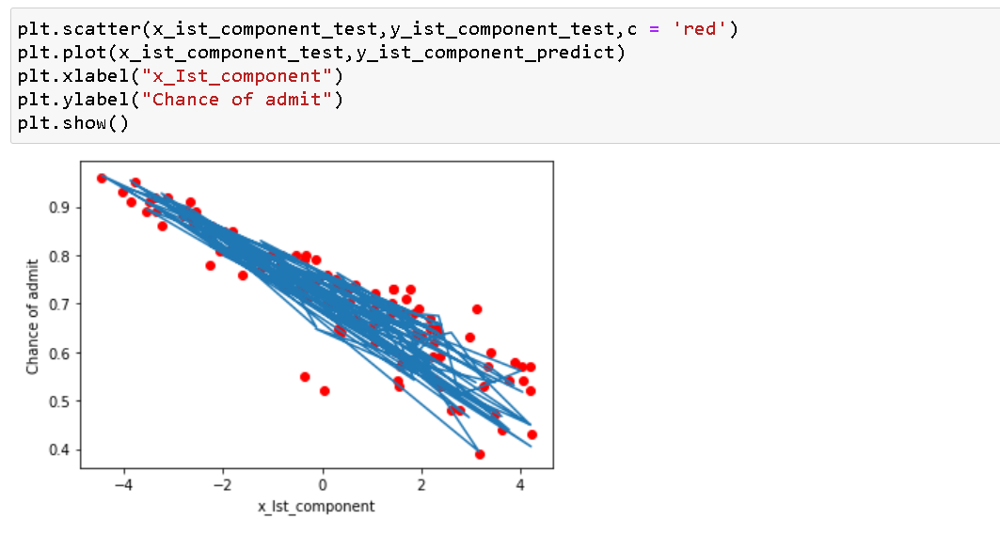 plt.scatter(x_ist_component_test,y_ist_component_test,c = 'red')
plt.plot(x_ist_component_test,y_ist_component_predict)
plt.xlabel("x_Ist_component")
plt.ylabel("Chance of admit")
plt.show()
0.9
0.8
0.7
0.6
0.5
0.4
Chance of admit
−4 −2 0 2 4
x_Ist_component